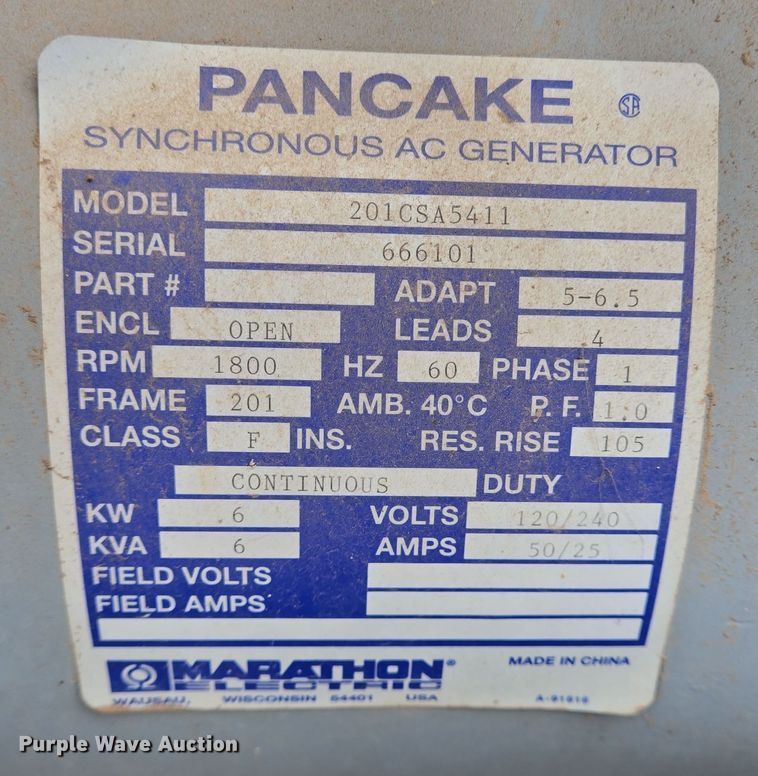 PANCAKE SA
SYNCHRONOUS AC GENERATOR
MODEL 201CSA5411
SERIAL 666101
PART # ADAPT 5-6.5
ENCL OPEN LEADS 4
RPM 1800 HZ 60 PHASE 1
FRAME 201 AMB. 40°C P.F. 1.0
CLASS F INS. RES. RISE 105
CONTINUOUS DUTY
KW 6 VOLTS 120/240
KVA 6 AMPS 50/25
FIELD VOLTS
FIELD AMPS
MARATHON® MADE IN CHINA
ELECTRIC
WAUSAU, WISCONSIN 54401 USA
Purple Wave Auction